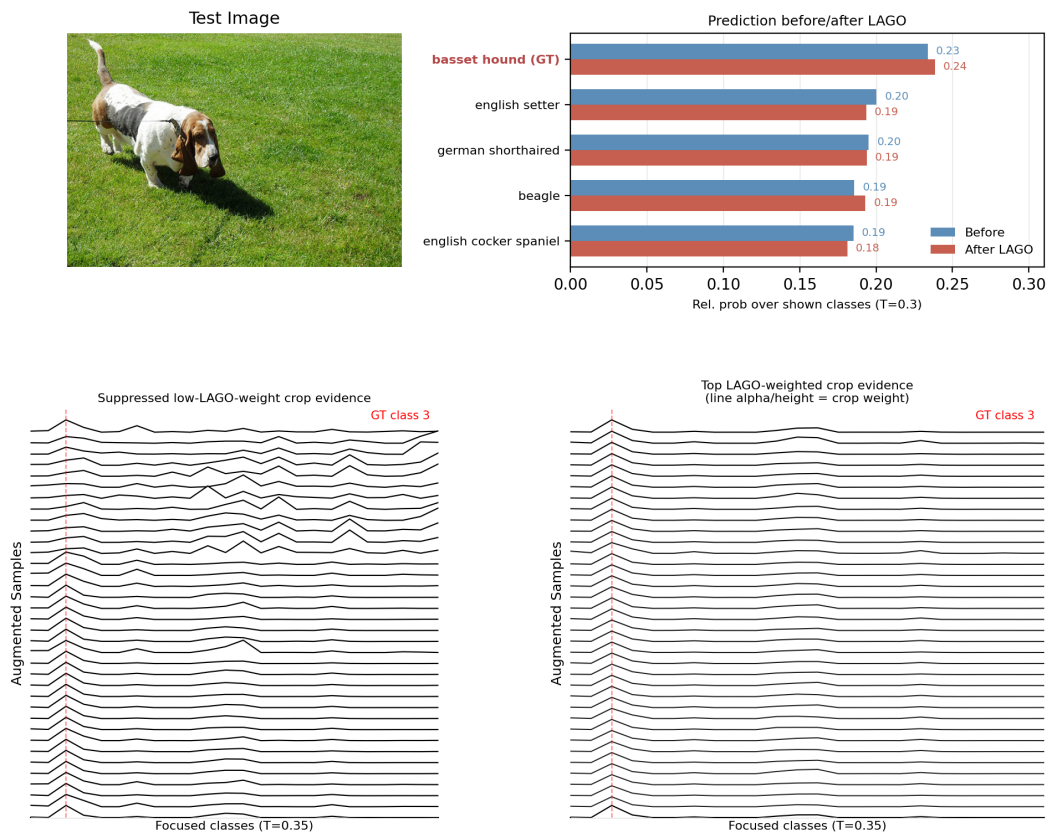 Test Image
Prediction before/after LAGO
basset hound (GT)
english setter
german shorthaired
beagle
english cocker spaniel
0.23
0.24
0.20
0.19
0.20
0.19
0.19
0.19
0.19
0.18
Before
After LAGO
0.00 0.05 0.10 0.15 0.20 0.25 0.30
Rel. prob over shown classes (T=0.3)
Suppressed low-LAGO-weight crop evidence
GT class 3
Augmented Samples
Focused classes (T=0.35)
Top LAGO-weighted crop evidence
(line alpha/height = crop weight)
GT class 3
Augmented Samples
Focused classes (T=0.35)